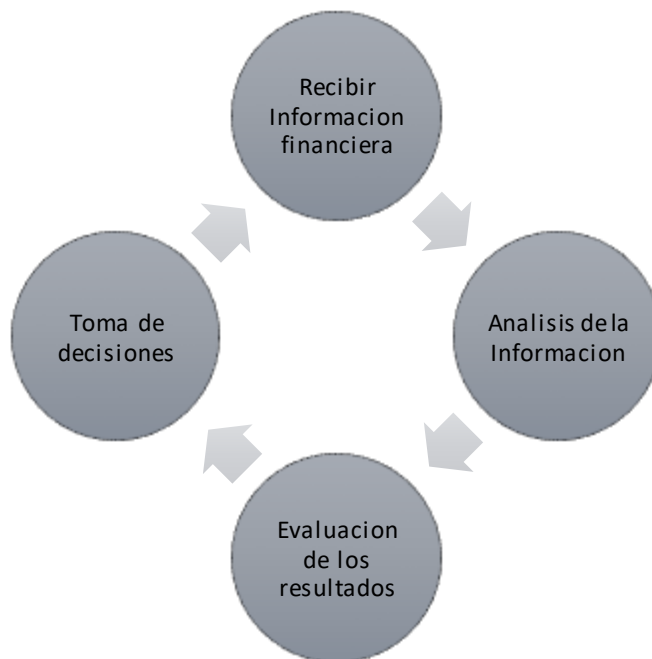 Recibir
Informacion
financiera
Analisis de la
Informacion
Evaluacion
de los
resultados
Toma de
decisiones